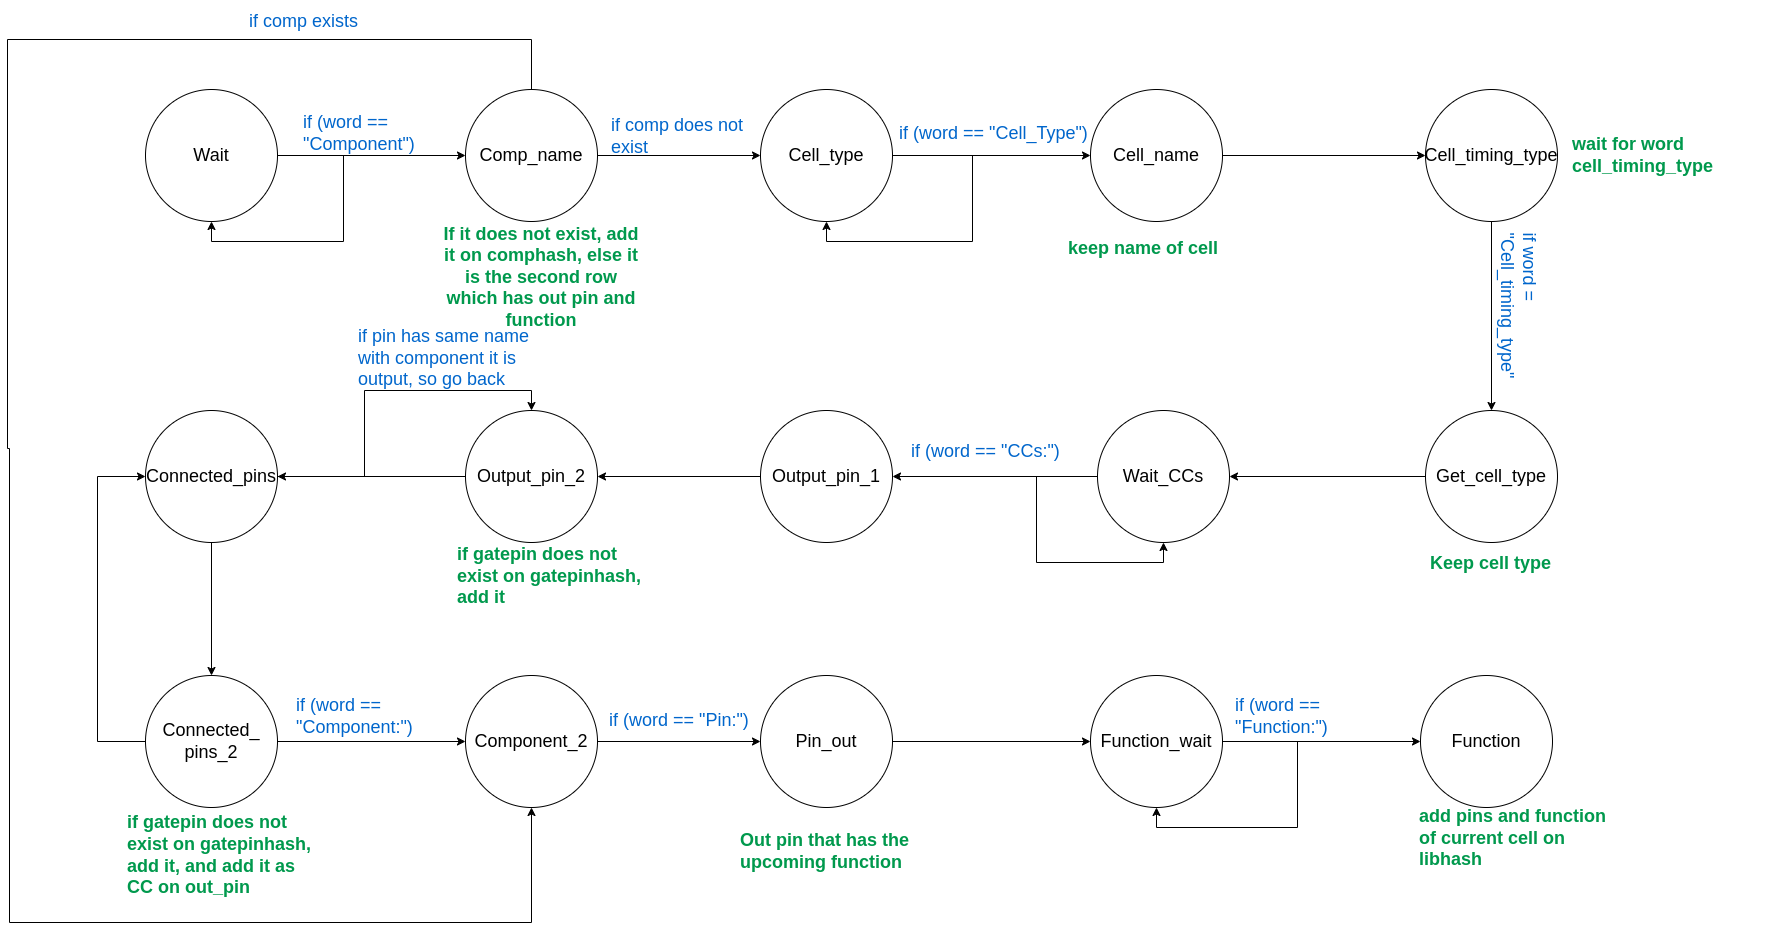 if comp exists
Wait
if (word ==
"Component")
Comp_name
if comp does not
exist
Cell_type
if (word == "Cell_Type")
Cell_name
Cell_timing_type
wait for word
cell_timing_type
If it does not exist, add
it on comphash, else it
is the second row
which has out pin and
function
keep name of cell
if word =
"Cell_timing_type"
if pin has same name
with component it is
output, so go back
Connected_pins
Output_pin_2
Output_pin_1
if (word == "CCs:")
Wait_CCs
Get_cell_type
if gatepin does not
exist on gatepinhash,
add it
Keep cell type
Connected_
pins_2
if (word ==
"Component:")
Component_2
if (word == "Pin:")
Pin_out
Function_wait
if (word ==
"Function:")
Function
if gatepin does not
exist on gatepinhash,
add it, and add it as
CC on out_pin
Out pin that has the
upcoming function
add pins and function
of current cell on
libhash